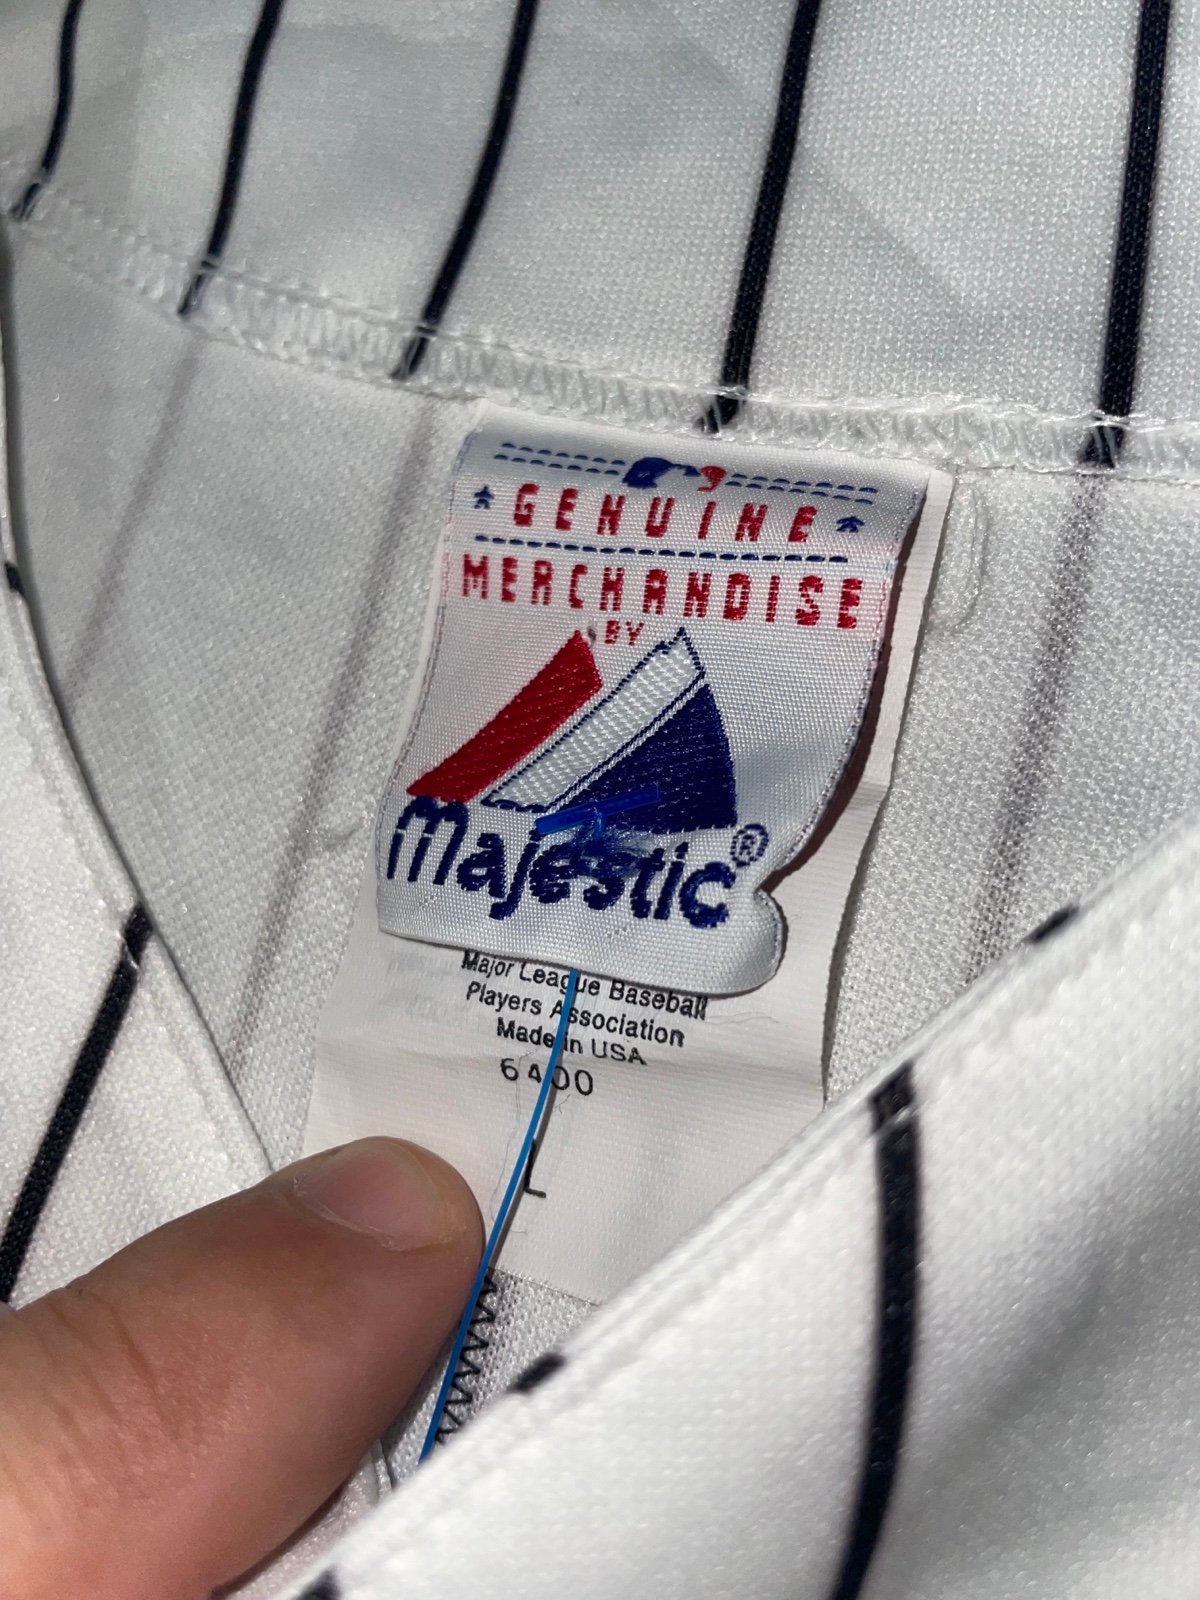 GENUINE
MERCHANDISE
BY
Majestic®
Major League Baseball
Players Association
Made in USA
6400
L